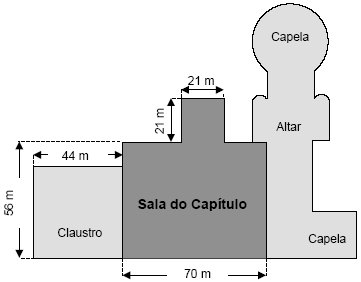 Capela
21 m
21 m
Altar
44 m
56 m
Sala do Capítulo
Claustro
Capela
70 m